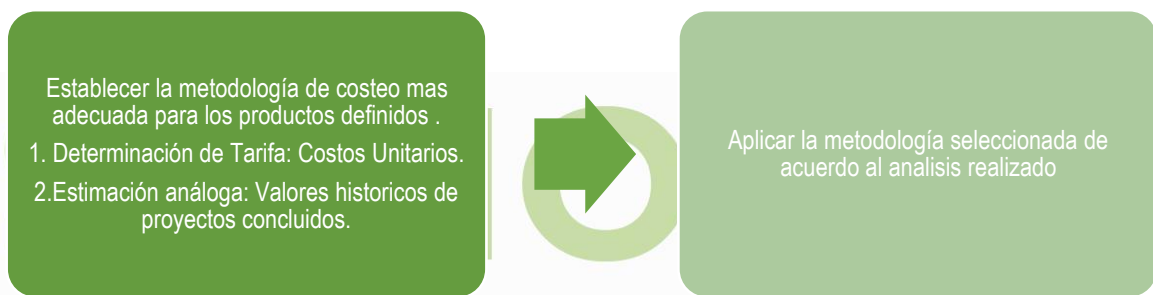 Establecer la metodología de costeo mas
adecuada para los productos definidos .
1. Determinación de Tarifa: Costos Unitarios.
2.Estimación análoga: Valores historicos de
proyectos concluidos.
Aplicar la metodología seleccionada de
acuerdo al analisis realizado